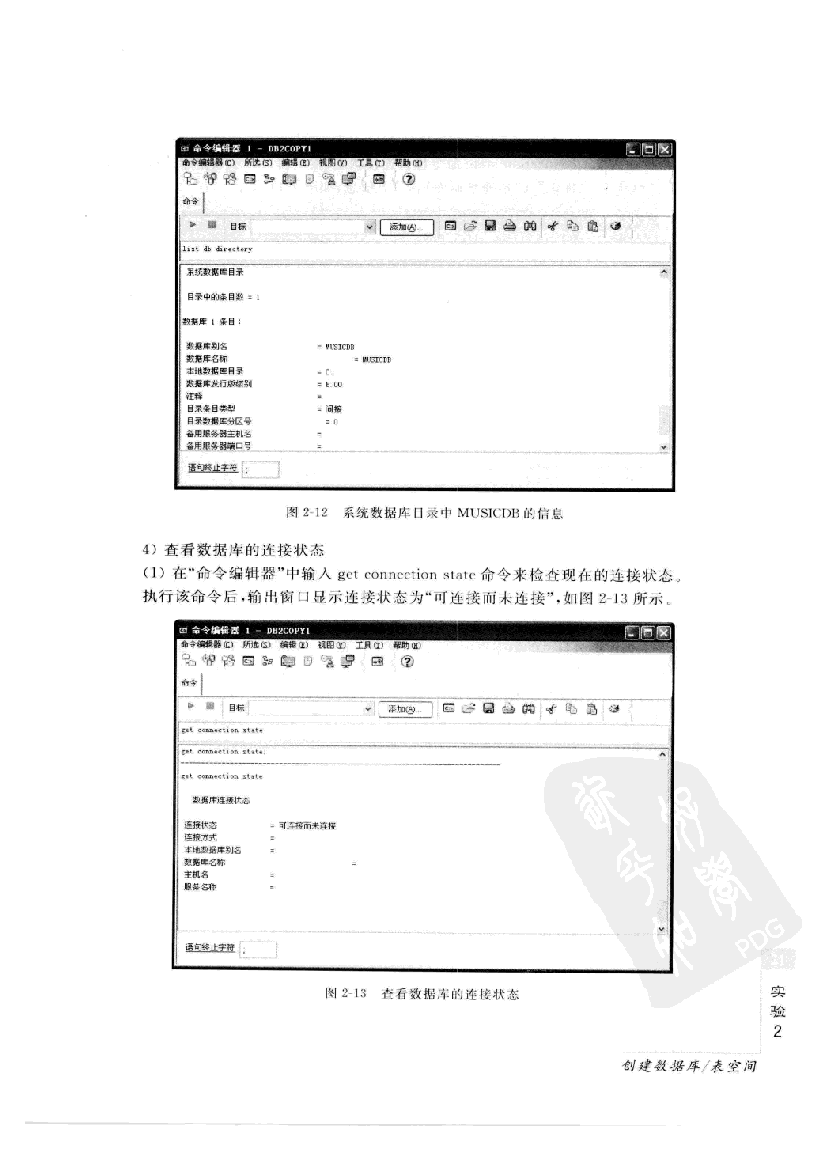 命令编辑器 1 - DB2COPY1
命令编辑器(C) 所选(S) 编辑(E) 视图(V) 工具(T) 帮助(H)
命令
目标 添加(A)...
list db directory
系统数据库目录
目录中的条目数 = 1
数据库 1 条目:
数据库别名 = MUSICDB
数据库名称 = MUSICDB
本地数据库目录 = C:
数据库发行版级别 = b.00
注释 =
目录条目类型 = 间接
目录数据库分区号 = 0
备用服务器主机名 =
备用服务器端口号 =
语句终止字符 ;
图 2-12 系统数据库目录中 MUSICDB 的信息
4) 查看数据库的连接状态
(1) 在“命令编辑器”中输入 get connection state 命令来检查现在的连接状态。
执行该命令后,输出窗口显示连接状态为“可连接而未连接”,如图 2-13 所示。
命令编辑器 1 - DB2COPY1
命令编辑器(C) 所选(S) 编辑(E) 视图(V) 工具(T) 帮助(H)
命令
目标 添加(A)...
get connection state
get connection state;
get connection state
数据库连接状态
连接状态 = 可连接而未连接
连接方式 =
本地数据库别名 =
数据库名称 =
主机名 =
服务名称 =
语句终止字符 ;
图 2-13 查看数据库的连接状态
PDG
21
实
验
2
创建数据库/表空间